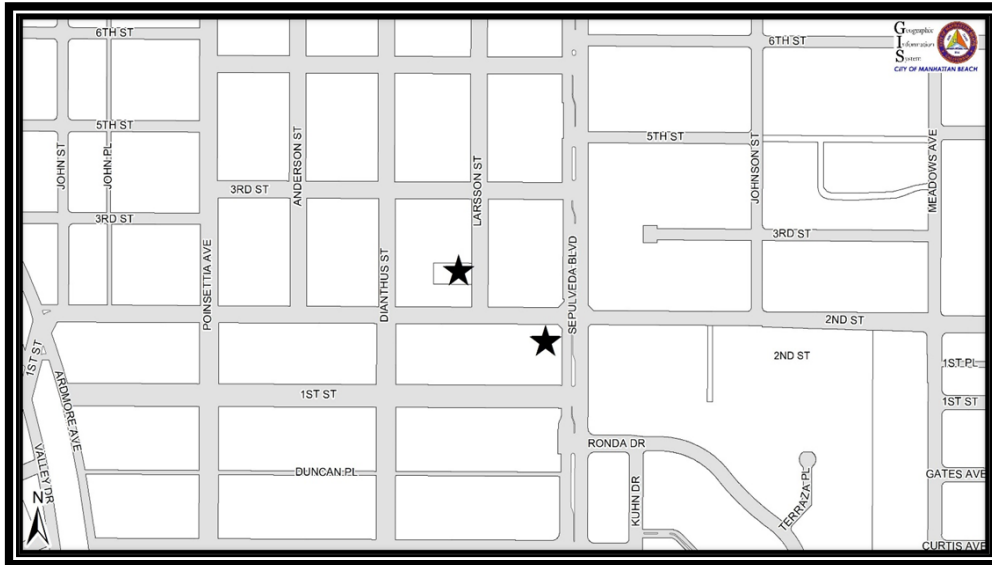 6TH ST
6TH ST
Geographic
Information
System
CITY OF MANHATTAN BEACH
5TH ST
5TH ST
JOHN ST
JOHN PL
ANDERSON ST
LARSSON ST
JOHNSON ST
MEADOWS AVE
3RD ST
3RD ST
3RD ST
POINSETTIA AVE
DIANTHUS ST
SEPULVEDA BLVD
2ND ST
2ND ST
1ST ST
ARDMORE AVE
1ST PL
1ST ST
1ST ST
RONDA DR
VALLEY DR
DUNCAN PL
KUHN DR
TERRAZA PL
GATES AVE
N
CURTIS AVE